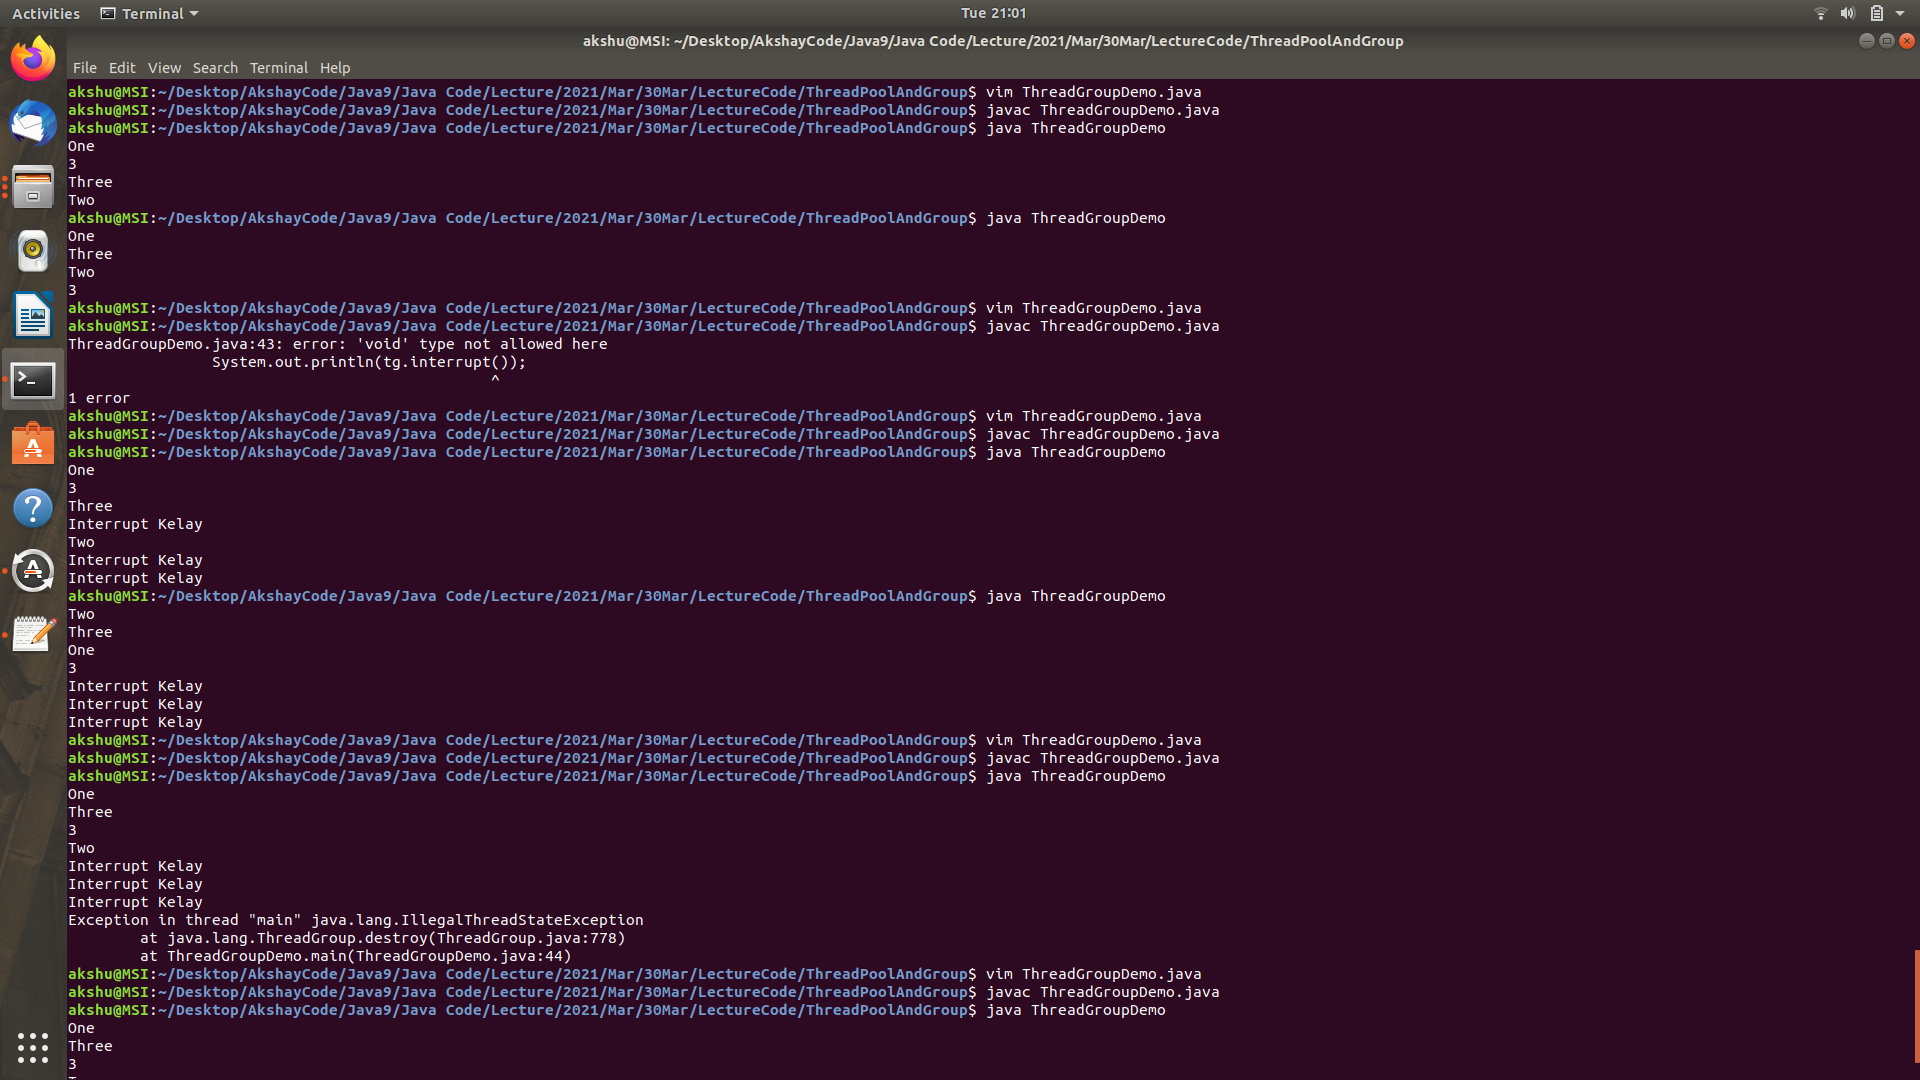 Activities
Terminal
Tue 21:01
akshu@MSI: ~/Desktop/AkshayCode/Java9/Java Code/Lecture/2021/Mar/30Mar/LectureCode/ThreadPoolAndGroup
File Edit View Search Terminal Help
akshu@MSI:~/Desktop/AkshayCode/Java9/Java Code/Lecture/2021/Mar/30Mar/LectureCode/ThreadPoolAndGroup$ vim ThreadGroupDemo.java
akshu@MSI:~/Desktop/AkshayCode/Java9/Java Code/Lecture/2021/Mar/30Mar/LectureCode/ThreadPoolAndGroup$ javac ThreadGroupDemo.java
akshu@MSI:~/Desktop/AkshayCode/Java9/Java Code/Lecture/2021/Mar/30Mar/LectureCode/ThreadPoolAndGroup$ java ThreadGroupDemo
One
3
Three
Two
akshu@MSI:~/Desktop/AkshayCode/Java9/Java Code/Lecture/2021/Mar/30Mar/LectureCode/ThreadPoolAndGroup$ java ThreadGroupDemo
One
Three
Two
3
akshu@MSI:~/Desktop/AkshayCode/Java9/Java Code/Lecture/2021/Mar/30Mar/LectureCode/ThreadPoolAndGroup$ vim ThreadGroupDemo.java
akshu@MSI:~/Desktop/AkshayCode/Java9/Java Code/Lecture/2021/Mar/30Mar/LectureCode/ThreadPoolAndGroup$ javac ThreadGroupDemo.java
ThreadGroupDemo.java:43: error: 'void' type not allowed here
System.out.println(tg.interrupt());
^
1 error
akshu@MSI:~/Desktop/AkshayCode/Java9/Java Code/Lecture/2021/Mar/30Mar/LectureCode/ThreadPoolAndGroup$ vim ThreadGroupDemo.java
akshu@MSI:~/Desktop/AkshayCode/Java9/Java Code/Lecture/2021/Mar/30Mar/LectureCode/ThreadPoolAndGroup$ javac ThreadGroupDemo.java
akshu@MSI:~/Desktop/AkshayCode/Java9/Java Code/Lecture/2021/Mar/30Mar/LectureCode/ThreadPoolAndGroup$ java ThreadGroupDemo
One
3
Three
Interrupt Kelay
Two
Interrupt Kelay
Interrupt Kelay
akshu@MSI:~/Desktop/AkshayCode/Java9/Java Code/Lecture/2021/Mar/30Mar/LectureCode/ThreadPoolAndGroup$ java ThreadGroupDemo
Two
Three
One
3
Interrupt Kelay
Interrupt Kelay
Interrupt Kelay
akshu@MSI:~/Desktop/AkshayCode/Java9/Java Code/Lecture/2021/Mar/30Mar/LectureCode/ThreadPoolAndGroup$ vim ThreadGroupDemo.java
akshu@MSI:~/Desktop/AkshayCode/Java9/Java Code/Lecture/2021/Mar/30Mar/LectureCode/ThreadPoolAndGroup$ javac ThreadGroupDemo.java
akshu@MSI:~/Desktop/AkshayCode/Java9/Java Code/Lecture/2021/Mar/30Mar/LectureCode/ThreadPoolAndGroup$ java ThreadGroupDemo
One
Three
3
Two
Interrupt Kelay
Interrupt Kelay
Interrupt Kelay
Exception in thread "main" java.lang.IllegalThreadStateException
at java.lang.ThreadGroup.destroy(ThreadGroup.java:778)
at ThreadGroupDemo.main(ThreadGroupDemo.java:44)
akshu@MSI:~/Desktop/AkshayCode/Java9/Java Code/Lecture/2021/Mar/30Mar/LectureCode/ThreadPoolAndGroup$ vim ThreadGroupDemo.java
akshu@MSI:~/Desktop/AkshayCode/Java9/Java Code/Lecture/2021/Mar/30Mar/LectureCode/ThreadPoolAndGroup$ javac ThreadGroupDemo.java
akshu@MSI:~/Desktop/AkshayCode/Java9/Java Code/Lecture/2021/Mar/30Mar/LectureCode/ThreadPoolAndGroup$ java ThreadGroupDemo
One
Three
3